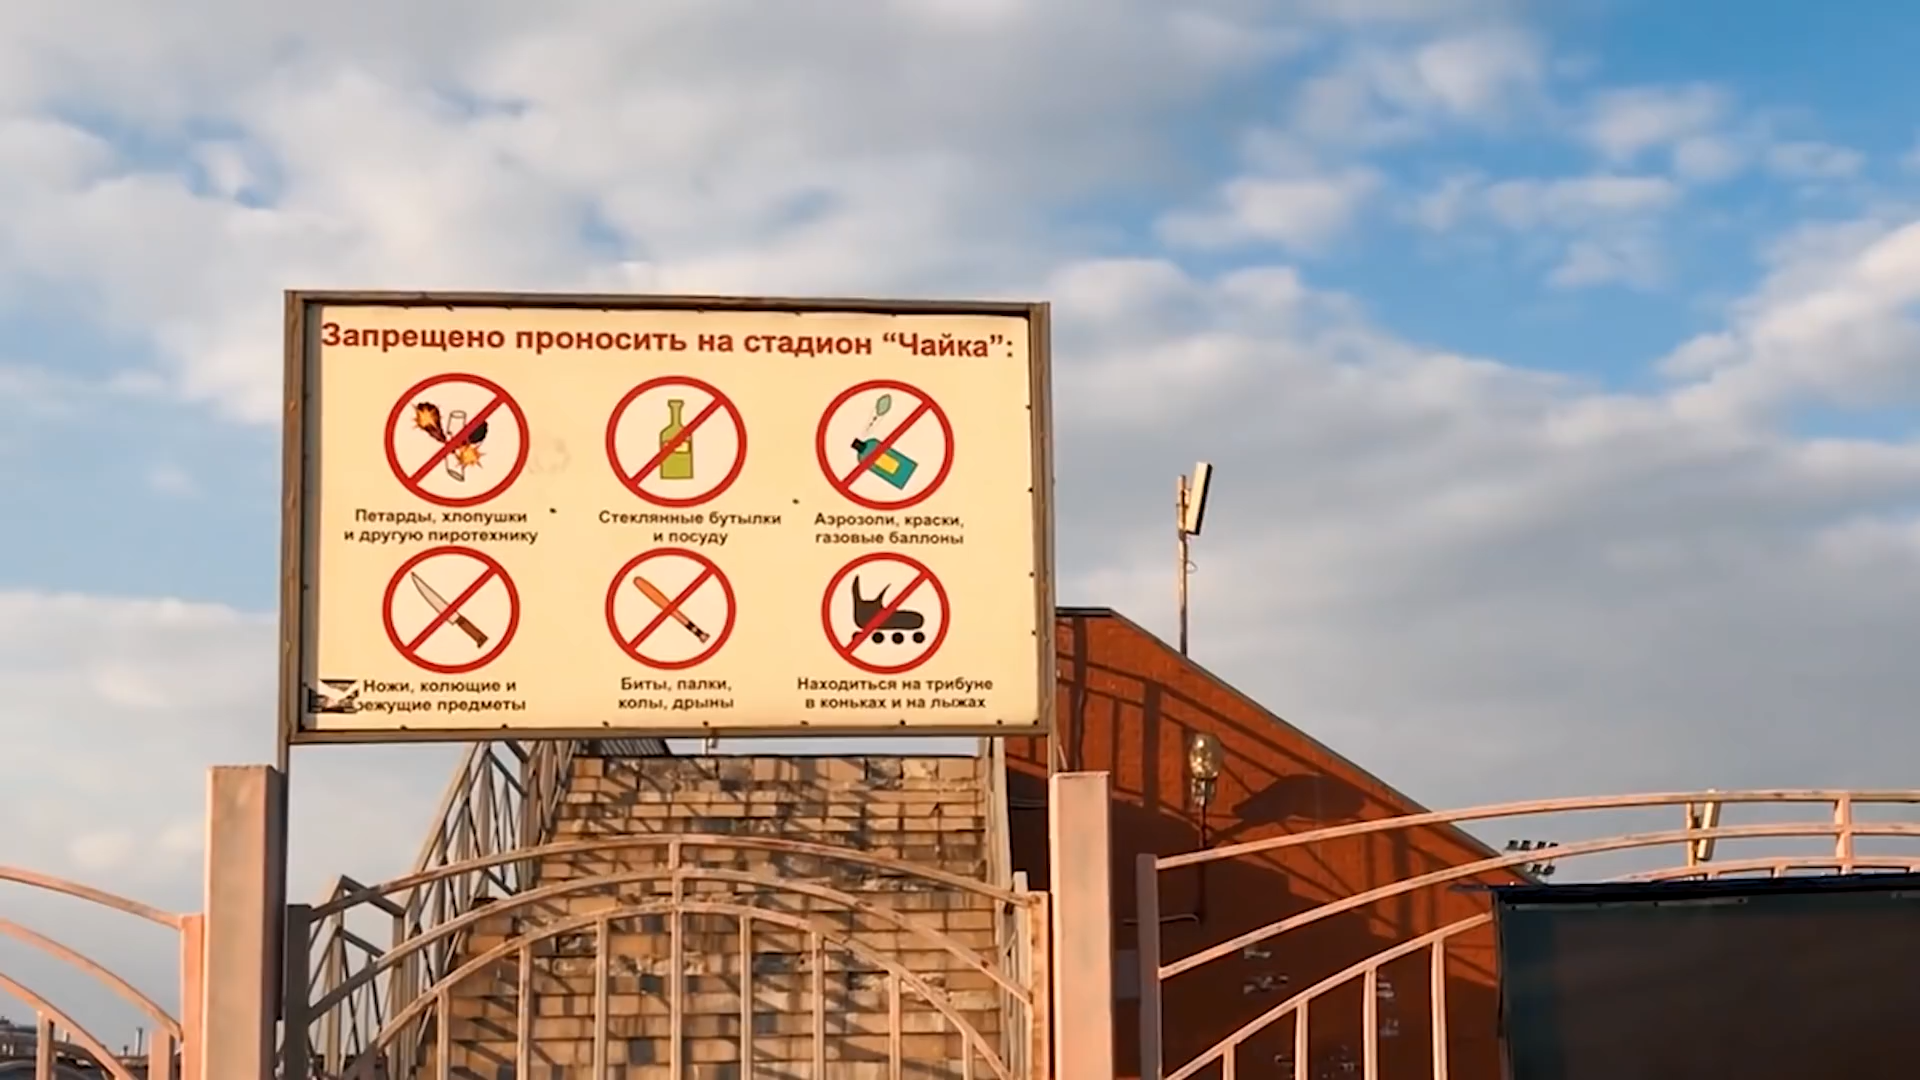 Запрещено проносить на стадион “Чайка”:
Петарды, хлопушки
и другую пиротехнику
Стеклянные бутылки
и посуду
Аэрозоли, краски,
газовые баллоны
Ножи, колющие и
режущие предметы
Биты, палки,
колы, дрыны
Находиться на трибуне
в коньках и на лыжах